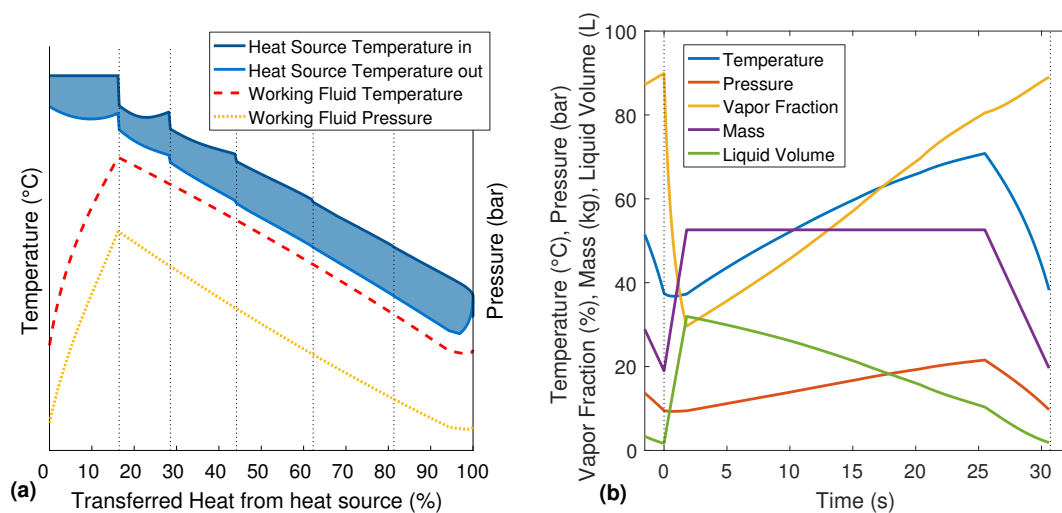 Heat Source Temperature in
Heat Source Temperature out
Working Fluid Temperature
Working Fluid Pressure
Temperature (°C)
Pressure (bar)
0 10 20 30 40 50 60 70 80 90 100
Transferred Heat from heat source (%)
(a)
Temperature
Pressure
Vapor Fraction
Mass
Liquid Volume
Temperature (°C), Pressure (bar)
Vapor Fraction (%), Mass (kg), Liquid Volume (L)
100
80
60
40
20
0
0 5 10 15 20 25 30
Time (s)
(b)